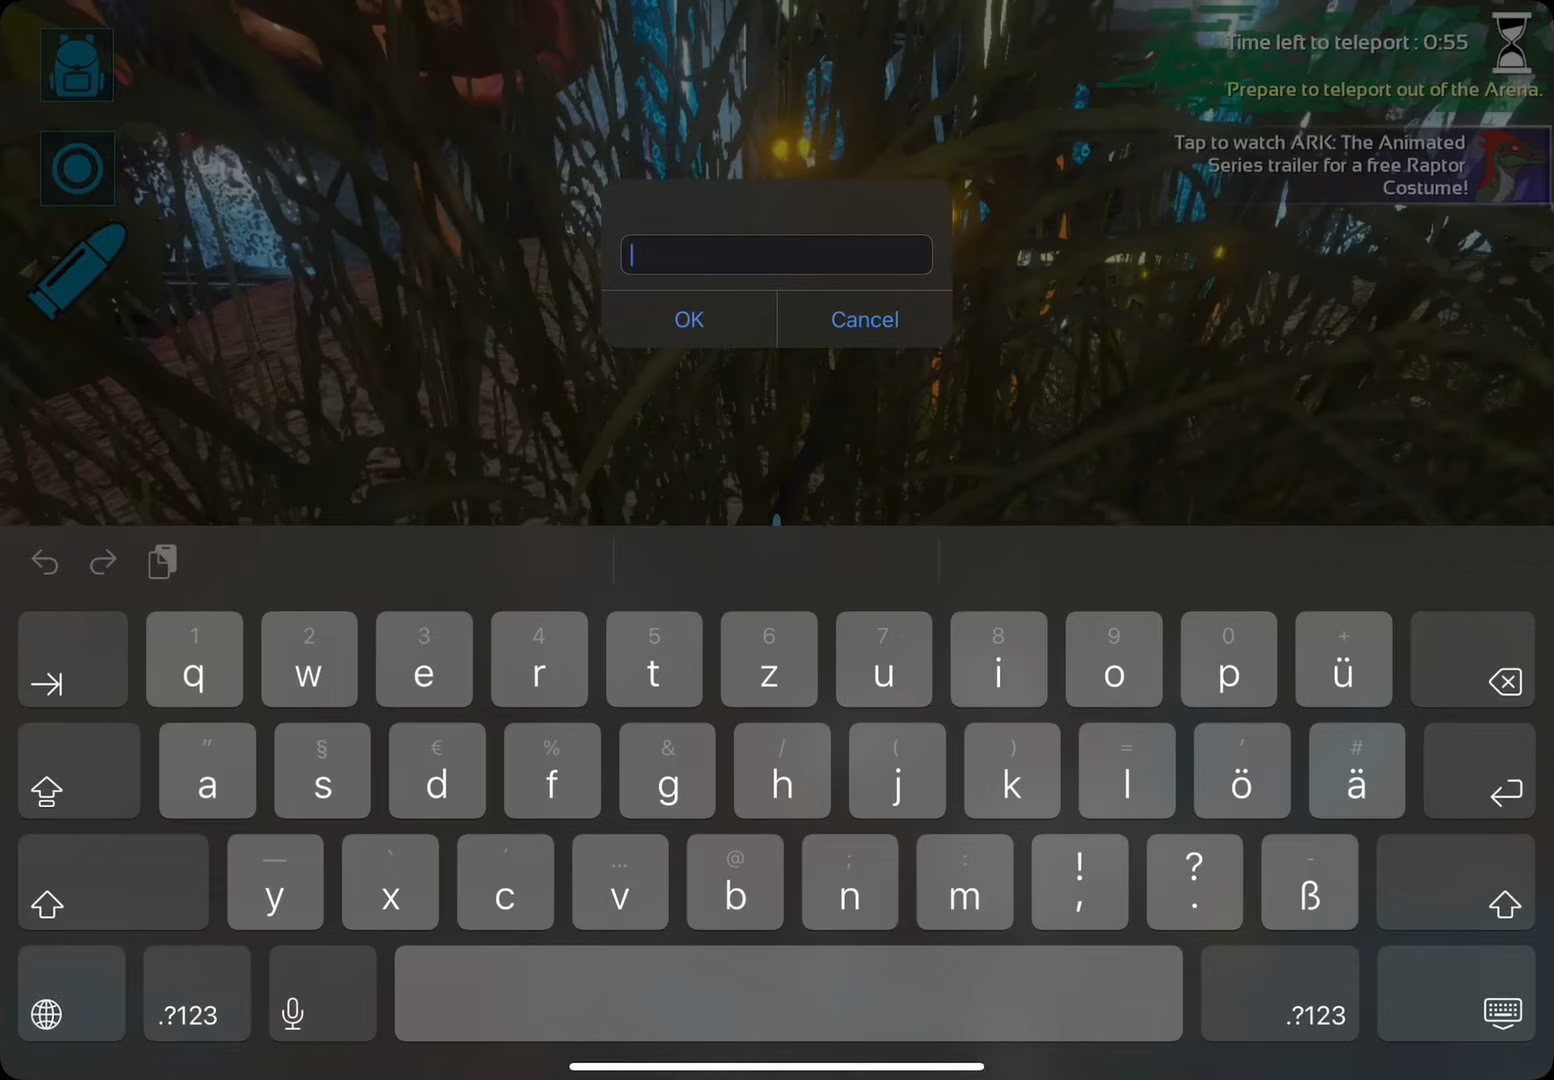 Time left to teleport : 0:55
Prepare to teleport out of the Arena.
Tap to watch ARK: The Animated
Series trailer for a free Raptor
Costume!
OK Cancel
1 2 3 4 5 6 7 8 9 0 +
q w e r t z u i o p ü
" § € % & / ( ) = ' #
a s d f g h j k l ö ä
— ` ´ ... @ ; : ! ? -
y x c v b n m , . ß
.?123 .?123